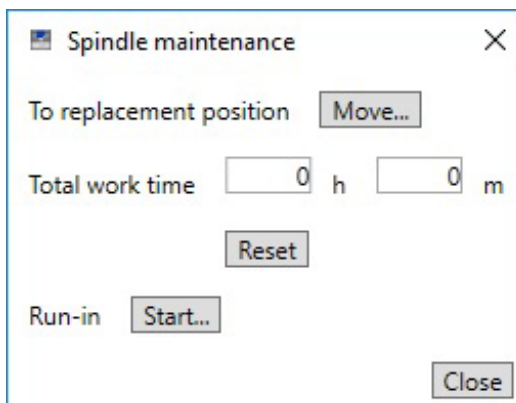 Spindle maintenance
To replacement position Move...
Total work time 0 h 0 m
Reset
Run-in Start...
Close